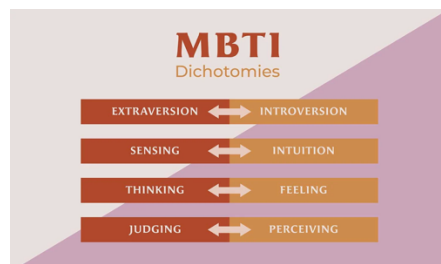 MBTI
Dichotomies
EXTRAVERSION INTROVERSION
SENSING INTUITION
THINKING FEELING
JUDGING PERCEIVING